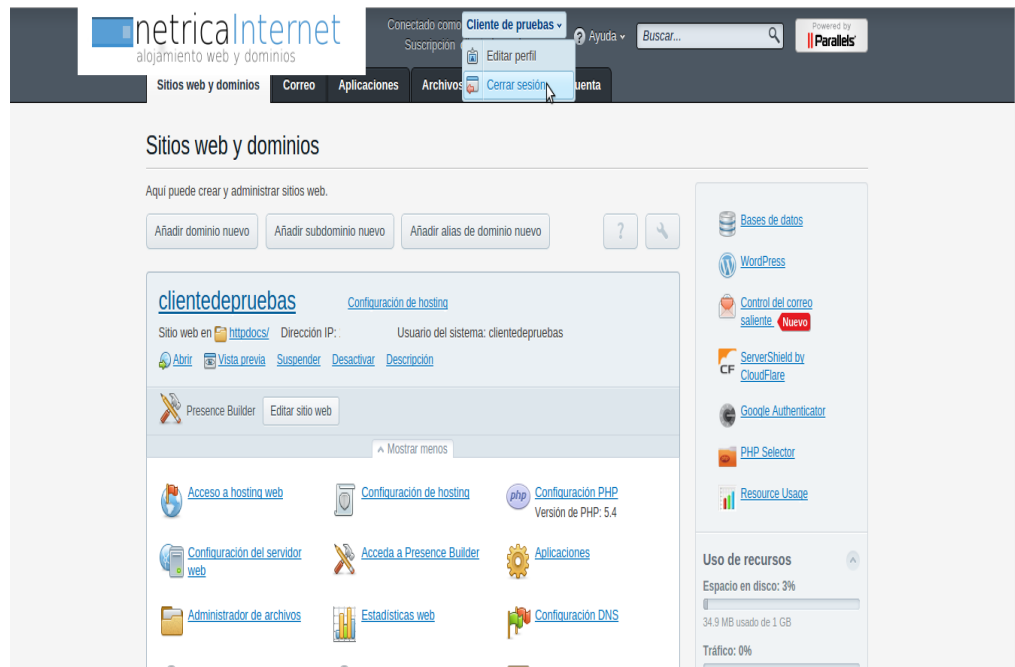 netricaInternet
alojamiento web y dominios
Conectado como Cliente de pruebas
Suscripción
Ayuda
Buscar...
Powered by
Parallels
Editar perfil
Cerrar sesión
Sitios web y dominios
Correo
Aplicaciones
Archivos
uenta
Sitios web y dominios
Aquí puede crear y administrar sitios web.
Añadir dominio nuevo
Añadir subdominio nuevo
Añadir alias de dominio nuevo
?
clientedepruebas
Configuración de hosting
Sitio web en httpdocs/ Dirección IP: Usuario del sistema: clientedepruebas
Abrir Vista previa Suspender Desactivar Descripción
Presence Builder Editar sitio web
Mostrar menos
Acceso a hosting web
Configuración de hosting
php
Configuración PHP
Versión de PHP: 5.4
Configuración del servidor
web
Acceda a Presence Builder
Aplicaciones
Administrador de archivos
Estadísticas web
Configuración DNS
Bases de datos
WordPress
Control del correo
saliente Nuevo
CF
ServerShield by
CloudFlare
Google Authenticator
PHP Selector
Resource Usage
Uso de recursos
Espacio en disco: 3%
34.9 MB usado de 1 GB
Tráfico: 0%